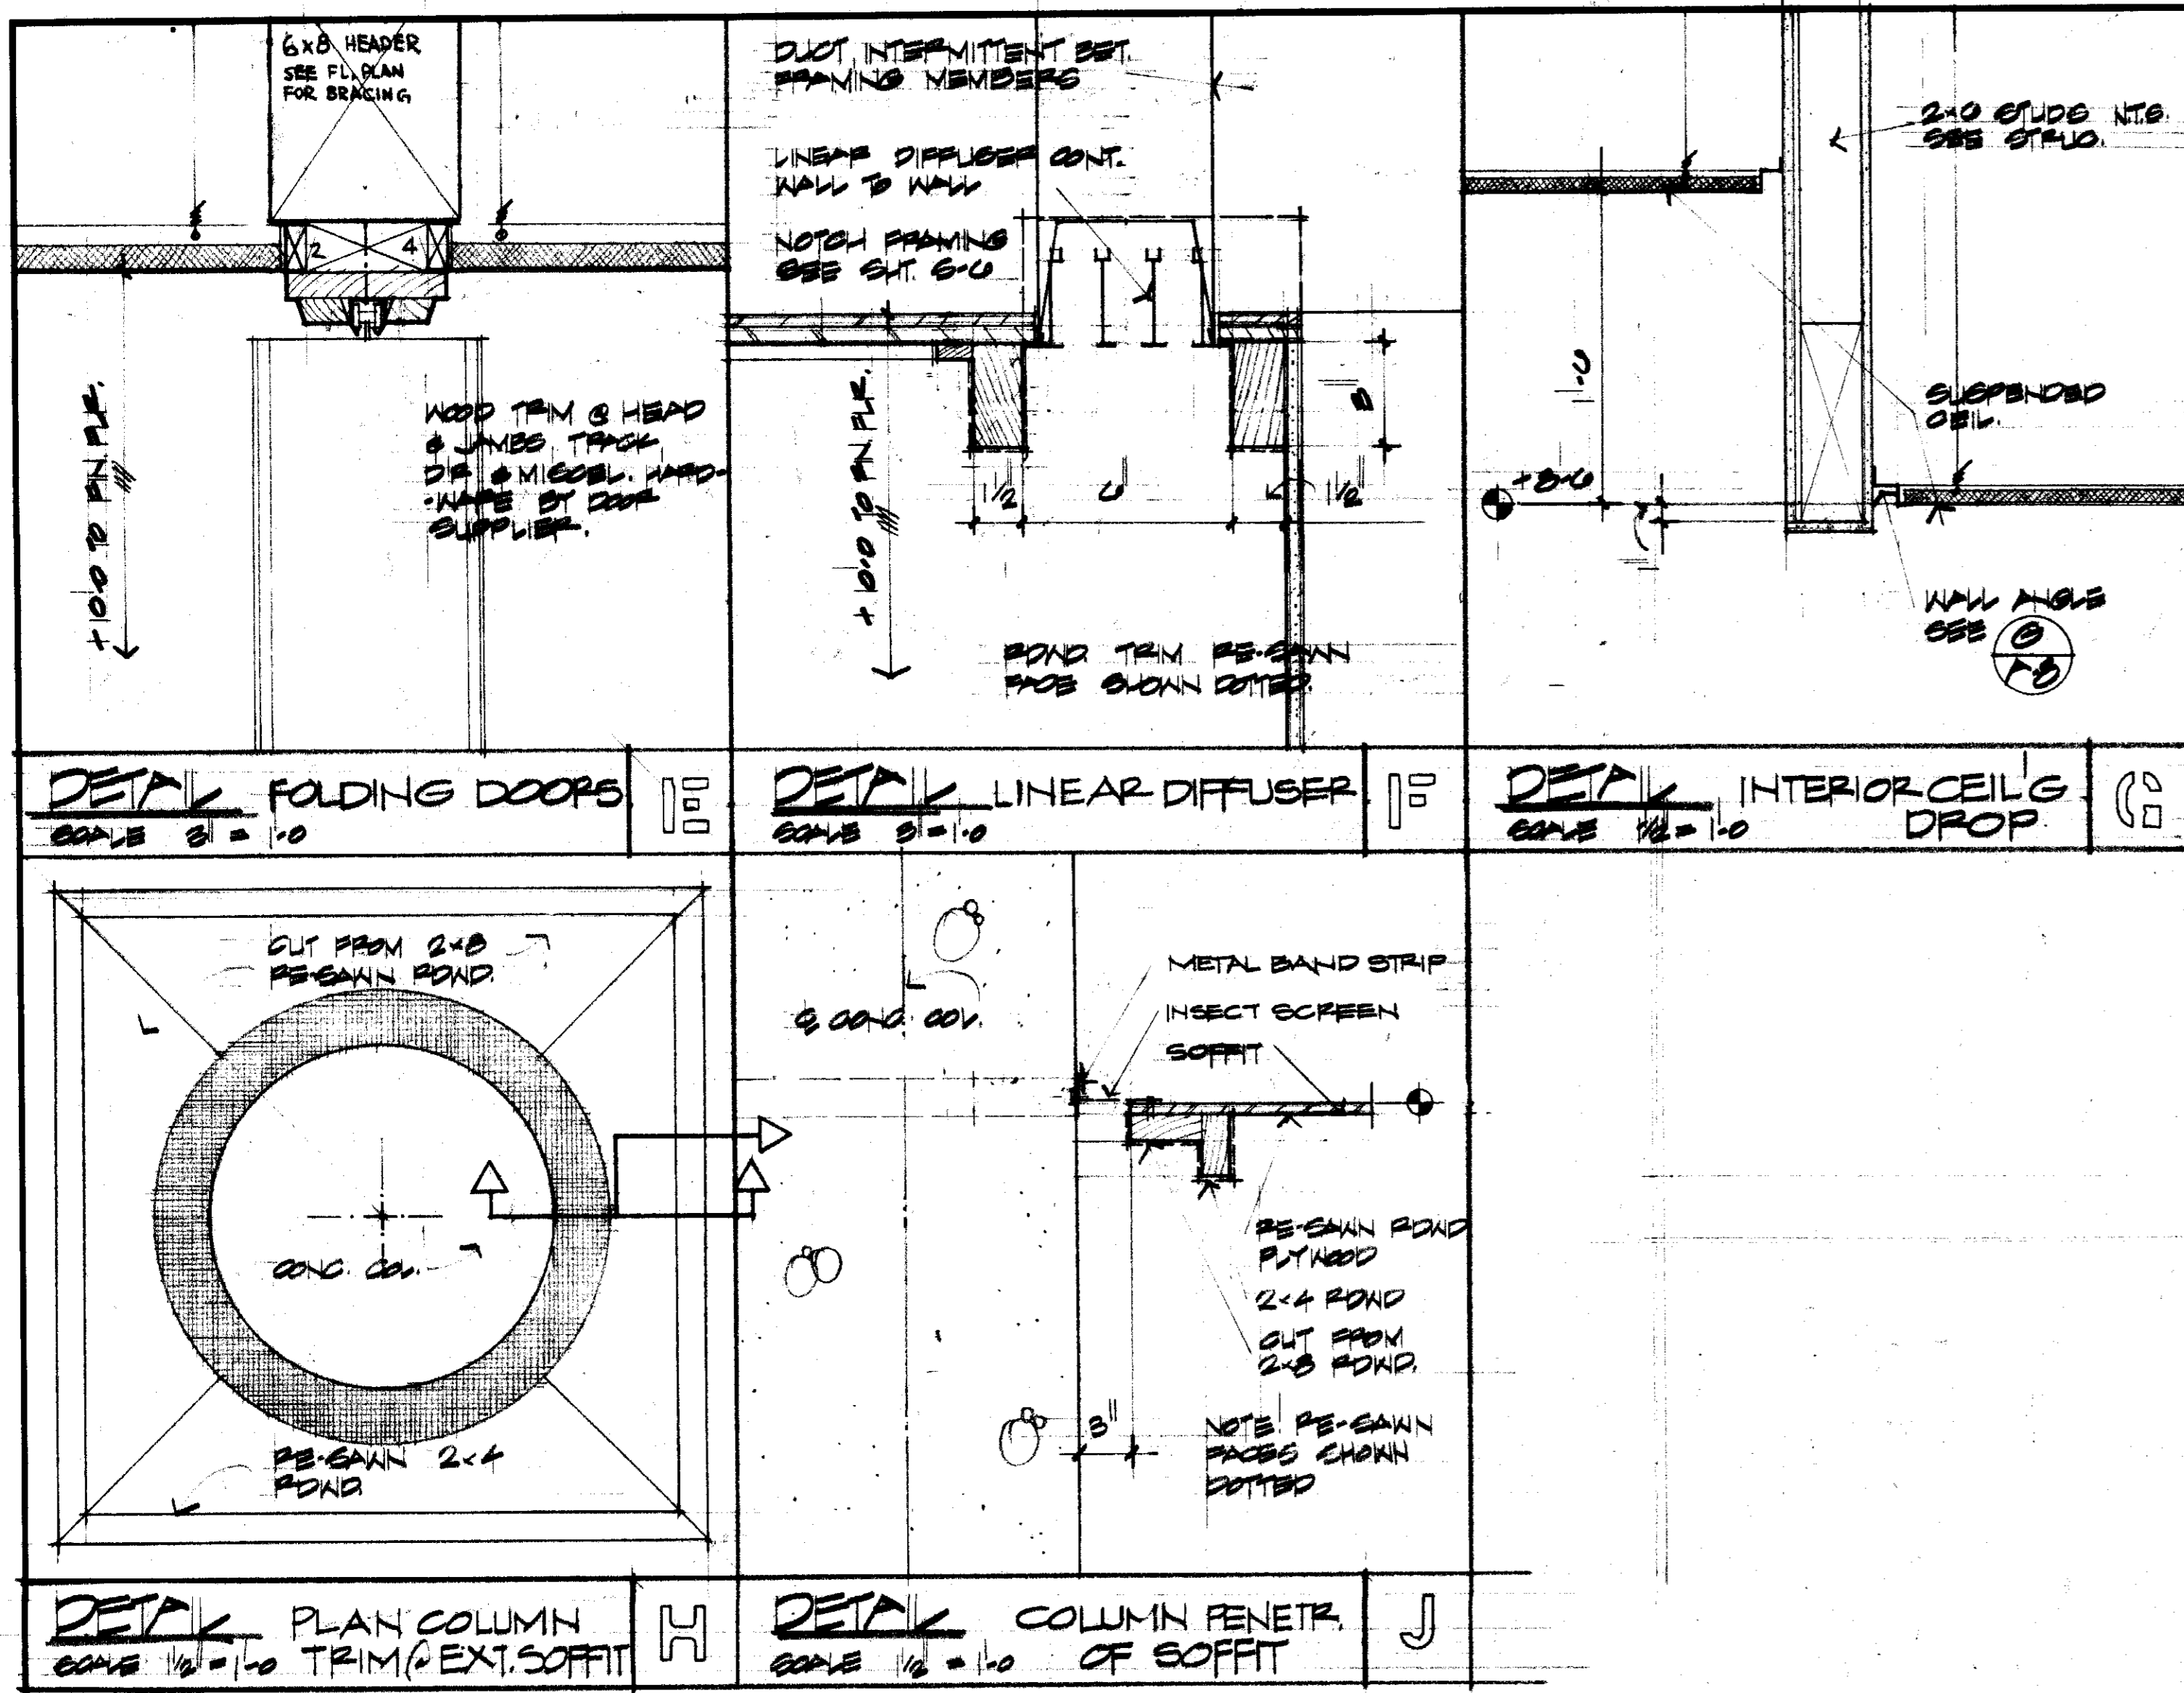 6x8 HEADER
SEE FL. PLAN
FOR BRACING
2 4
+10-0 TO FIN. FLR.
WOOD TRIM @ HEAD
& JAMBS, TRACK
DIR & MISCEL. HARD-
-WARE BY DOOR
SUPPLIER.
DETAIL FOLDING DOORS E
SCALE 3" = 1'-0
DUCT INTERMITTENT BET.
FRAMING MEMBERS
LINEAR DIFFUSER CONT.
WALL TO WALL
NOTCH FRAMING
SEE SHT. S-6
+10-0 TO FIN. FLR.
1 1/2 6" 1 1/2
RDWD. TRIM RE-SAWN
FACE SHOWN DOTTED.
DETAIL LINEAR DIFFUSER F
SCALE 3" = 1'-0
2x6 STUDS N.T.S.
SEE STRUC.
SUSPENDED
CEIL.
+8-6
WALL ANGLE
SEE
A-8
DETAIL INTERIOR CEIL'G G
DROP
SCALE 1 1/2 = 1'-0
CUT FROM 2x8
RE-SAWN RDWD.
CONC. COL.
RE-SAWN 2x4
RDWD.
DETAIL PLAN COLUMN H
SCALE 1 1/2" = 1'-0 TRIM @ EXT. SOFFIT
℄ CONC. COL.
METAL BAND STRIP
INSECT SCREEN
SOFFIT
RE-SAWN RDWD
PLYWOOD
2x4 RDWD
CUT FROM
2x8 RDWD.
3"
NOTE: RE-SAWN
FACES SHOWN
DOTTED
DETAIL COLUMN PENETR. J
OF SOFFIT
SCALE 1 1/2 = 1'-0